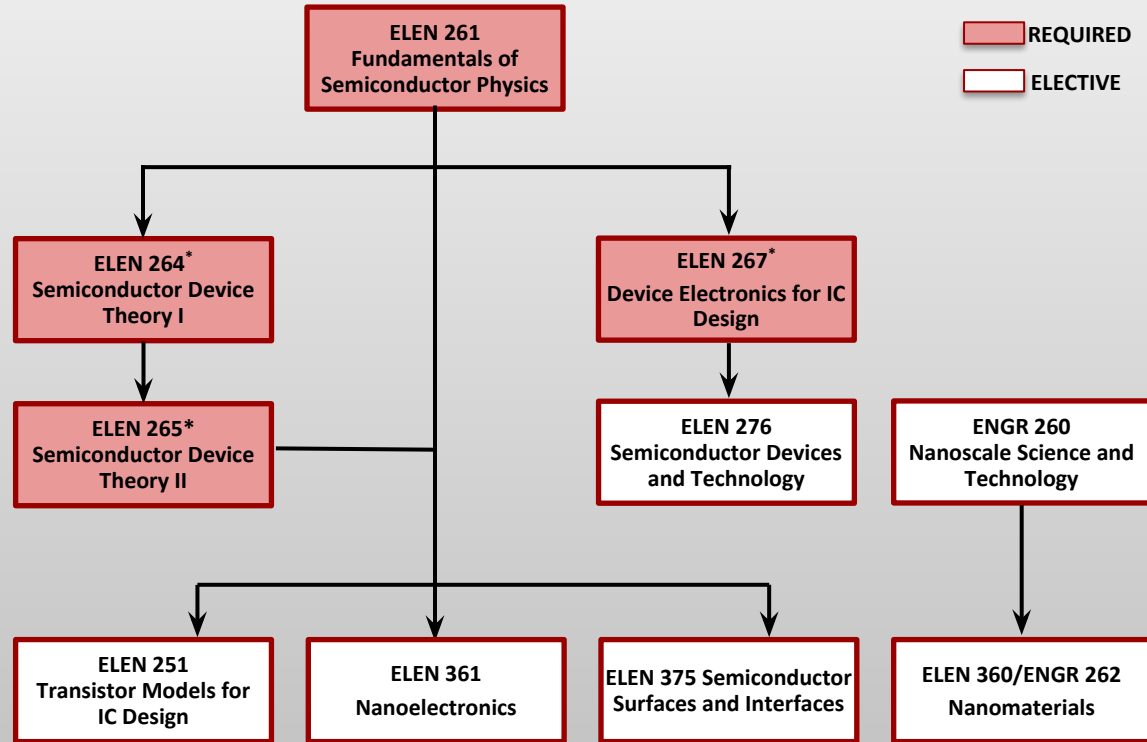 ELEN 261
Fundamentals of
Semiconductor Physics
REQUIRED
ELECTIVE
ELEN 264*
Semiconductor Device
Theory I
ELEN 267*
Device Electronics for IC
Design
ELEN 265*
Semiconductor Device
Theory II
ELEN 276
Semiconductor Devices
and Technology
ENGR 260
Nanoscale Science and
Technology
ELEN 251
Transistor Models for
IC Design
ELEN 361
Nanoelectronics
ELEN 375 Semiconductor
Surfaces and Interfaces
ELEN 360/ENGR 262
Nanomaterials